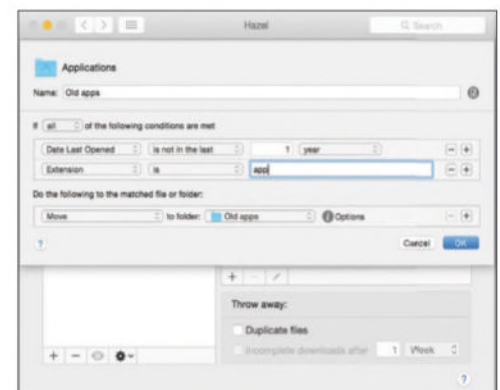 Hazel
Search
Applications
Name: Old apps
If all of the following conditions are met
Date Last Opened is not in the last 1 year
Extension is app
Do the following to the matched file or folder:
Move to folder: Old apps Options
? Cancel OK
Throw away:
Duplicate files
Incomplete downloads after 1 Week
?